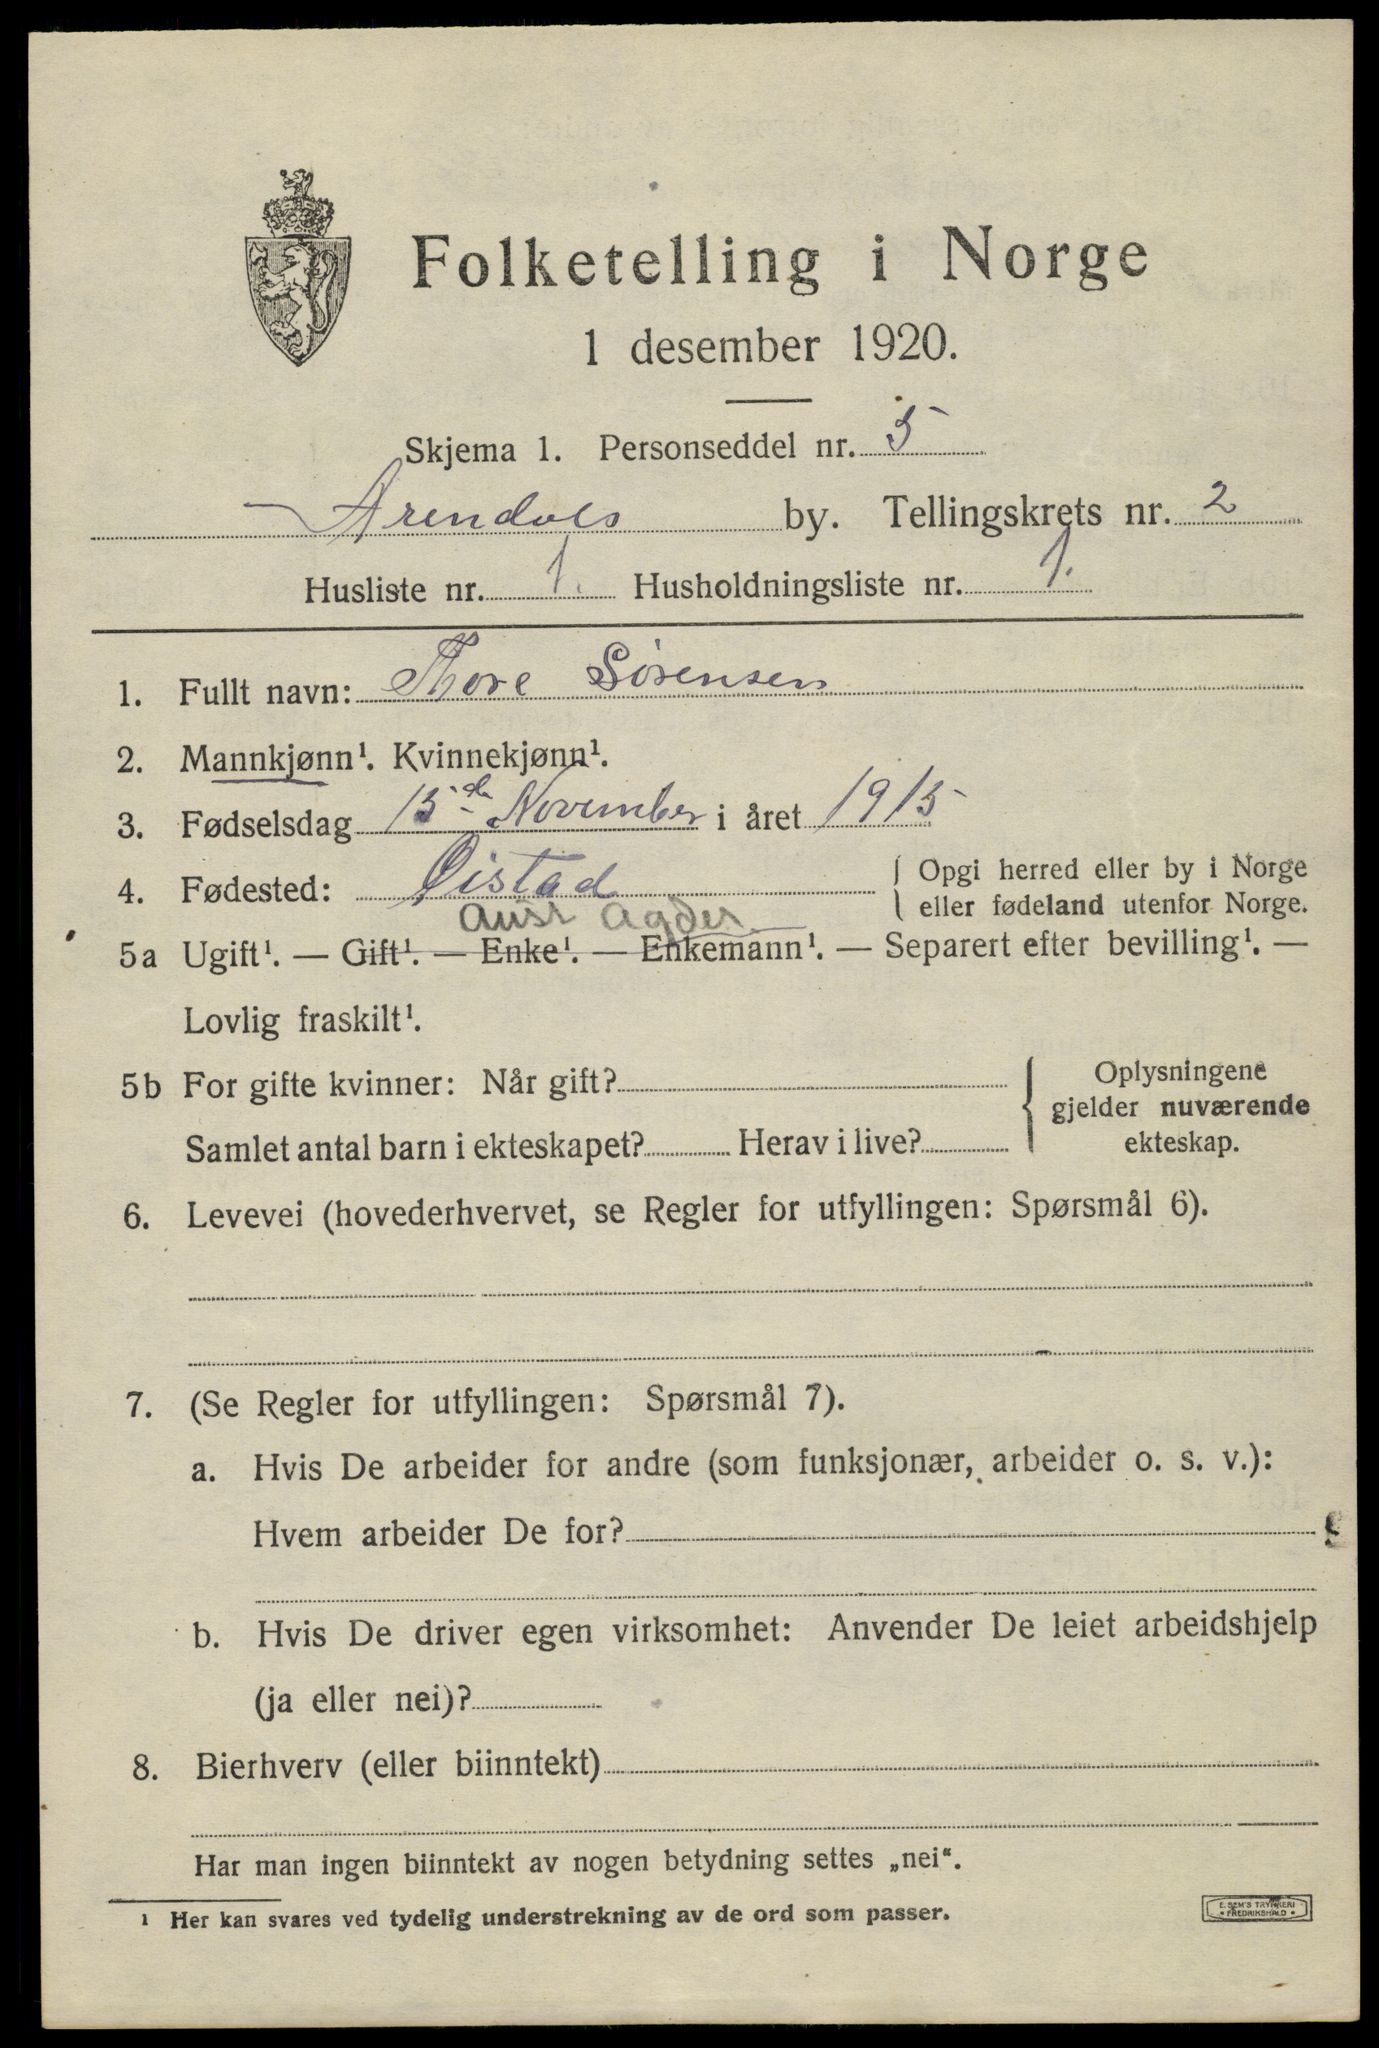 Folketelling i Norge
1 desember 1920.
Skjema 1. Personseddel nr. 5
Arendals by. Tellingskrets nr. 2
Husliste nr. 1. Husholdningsliste nr. 1.
1. Fullt navn: Thore Sörensen
2. Mannkjønn¹. Kvinnekjønn¹.
3. Fødselsdag 15de November i året 1915
4. Fødested: Øistad { Opgi herred eller by i Norge
eller fødeland utenfor Norge.
Aust Agder
5a Ugift¹. — Gift¹. — Enke¹. — Enkemann¹. — Separert efter bevilling¹. —
Lovlig fraskilt¹.
5b For gifte kvinner: Når gift? { Oplysningene
gjelder nuværende
Samlet antal barn i ekteskapet? Herav i live? ekteskap.
6. Levevei (hovederhvervet, se Regler for utfyllingen: Spørsmål 6).
7. (Se Regler for utfyllingen: Spørsmål 7).
a. Hvis De arbeider for andre (som funksjonær, arbeider o. s. v.):
Hvem arbeider De for?
b. Hvis De driver egen virksomhet: Anvender De leiet arbeidshjelp
(ja eller nei)?
8. Bierhverv (eller biinntekt)
Har man ingen biinntekt av nogen betydning settes „nei“.
¹ Her kan svares ved tydelig understrekning av de ord som passer.
E. SEM'S TRYKKERI
• FREDRIKSHALD •